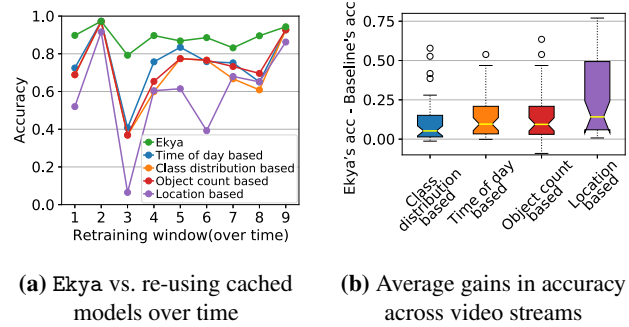 1.0
0.8
0.6
0.4
0.2
0.0
Accuracy
Ekya
Time of day based
Class distribution based
Object count based
Location based
1 2 3 4 5 6 7 8 9
Retraining window(over time)
(a) Ekya vs. re-using cached
models over time
0.75
0.50
0.25
0.00
Ekya's acc - Baseline's acc
Class
distribution
based
Time of day
based
Object count
based
Location
based
(b) Average gains in accuracy
across video streams